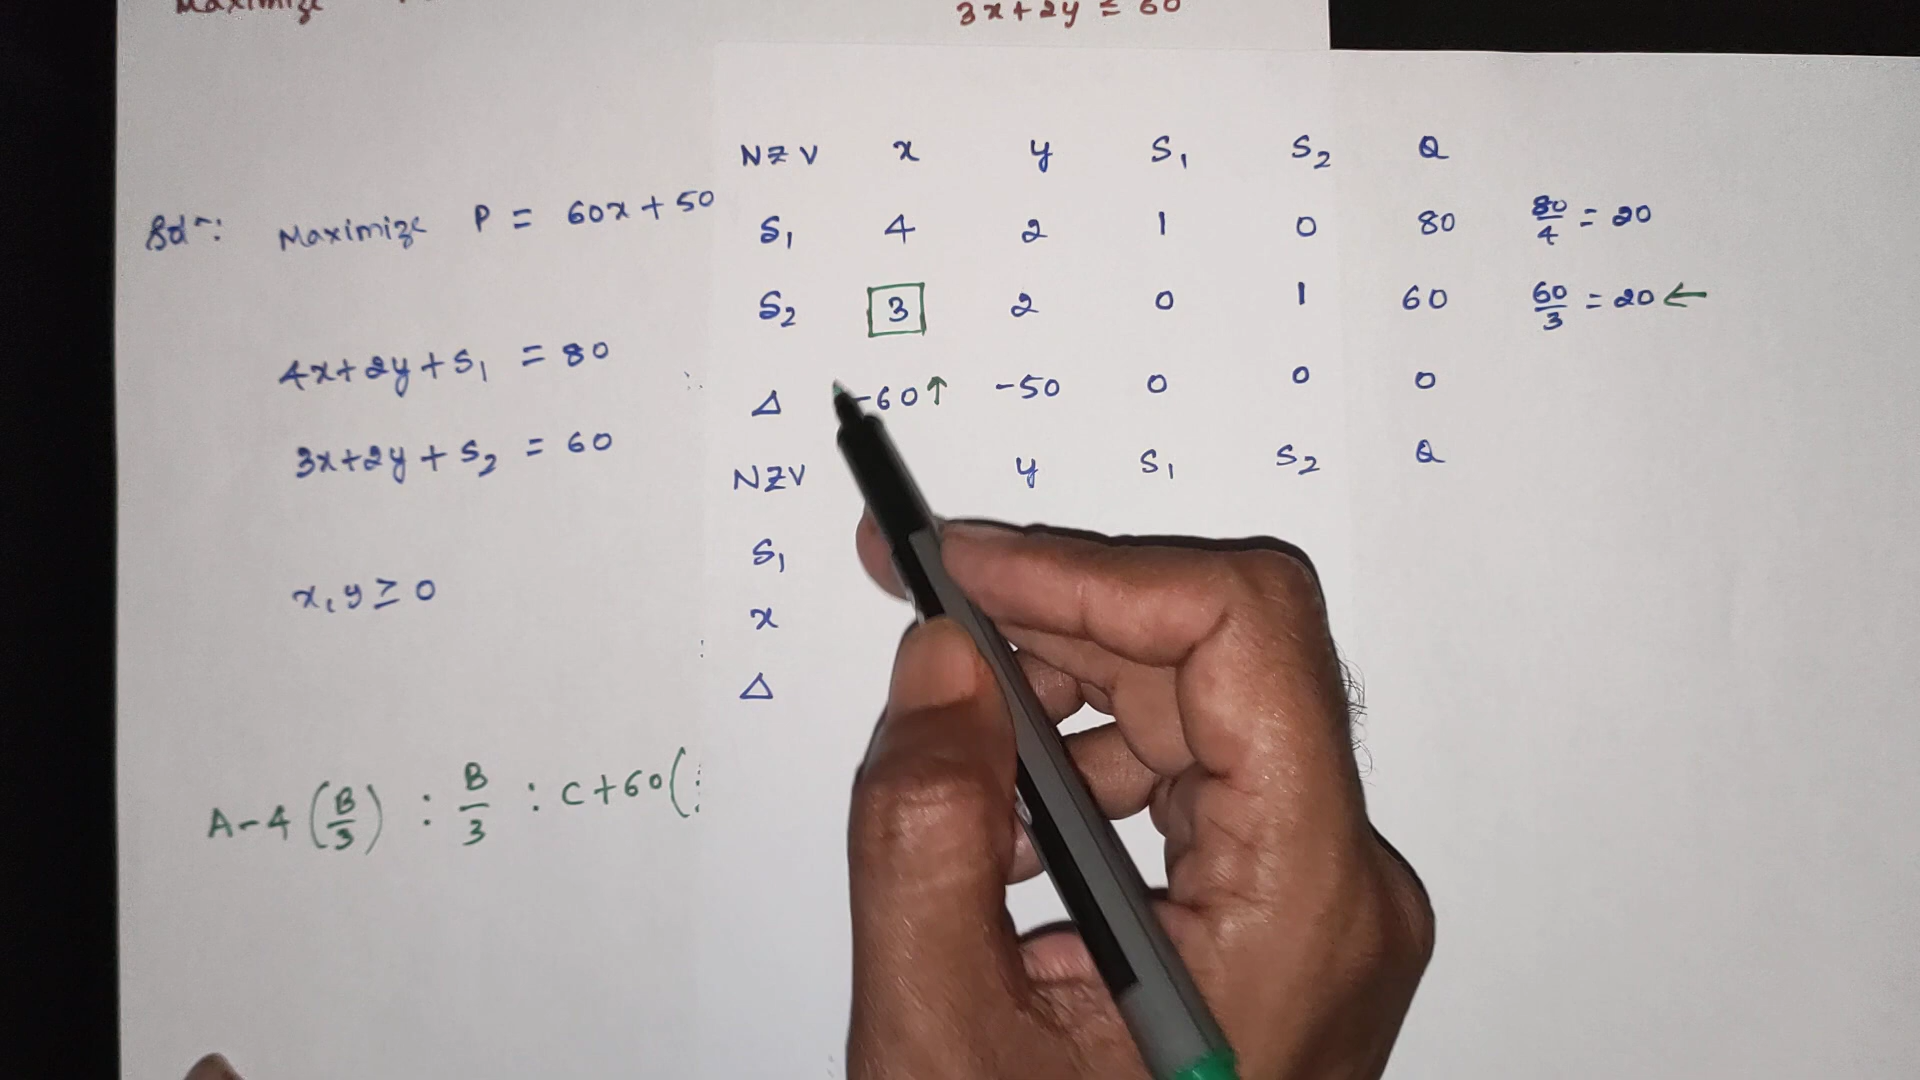 Maximize
3x+2y ≤ 60
NZV x y S₁ S₂ Q
Solⁿ: Maximize P = 60x+50
S₁ 4 2 1 0 80 80/4 = 20
S₂ 3 2 0 1 60 60/3 = 20 ←
4x+2y+S₁ = 80
Δ -60↑ -50 0 0 0
3x+2y+S₂ = 60
NZV y S₁ S₂ Q
S₁
x,y ≥ 0
x
Δ
A-4(B/3) : B/3 : C+60(